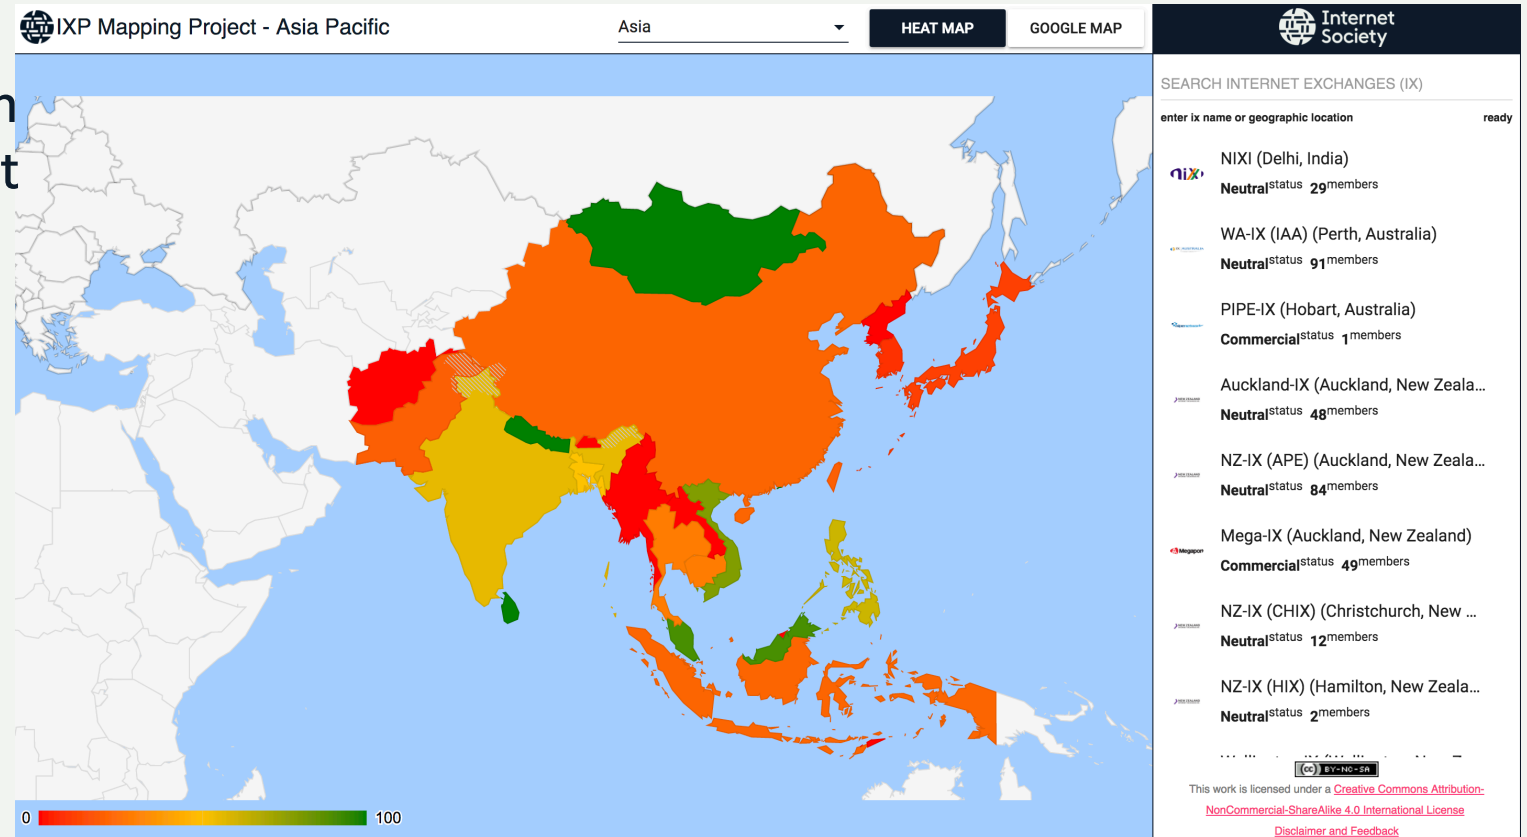 IXP Mapping Project - Asia Pacific
Asia
HEAT MAP
GOOGLE MAP
Internet
Society
n
t
SEARCH INTERNET EXCHANGES (IX)
enter ix name or geographic location
ready
NIXI (Delhi, India)
Neutral status 29 members
WA-IX (IAA) (Perth, Australia)
Neutral status 91 members
PIPE-IX (Hobart, Australia)
Commercial status 1 members
Auckland-IX (Auckland, New Zeala...
Neutral status 48 members
NZ-IX (APE) (Auckland, New Zeala...
Neutral status 84 members
Megaport
Mega-IX (Auckland, New Zealand)
Commercial status 49 members
NZ-IX (CHIX) (Christchurch, New ...
Neutral status 12 members
NZ-IX (HIX) (Hamilton, New Zeala...
Neutral status 2 members
0
100
(cc) BY-NC-SA
This work is licensed under a Creative Commons Attribution-
NonCommercial-ShareAlike 4.0 International License
Disclaimer and Feedback